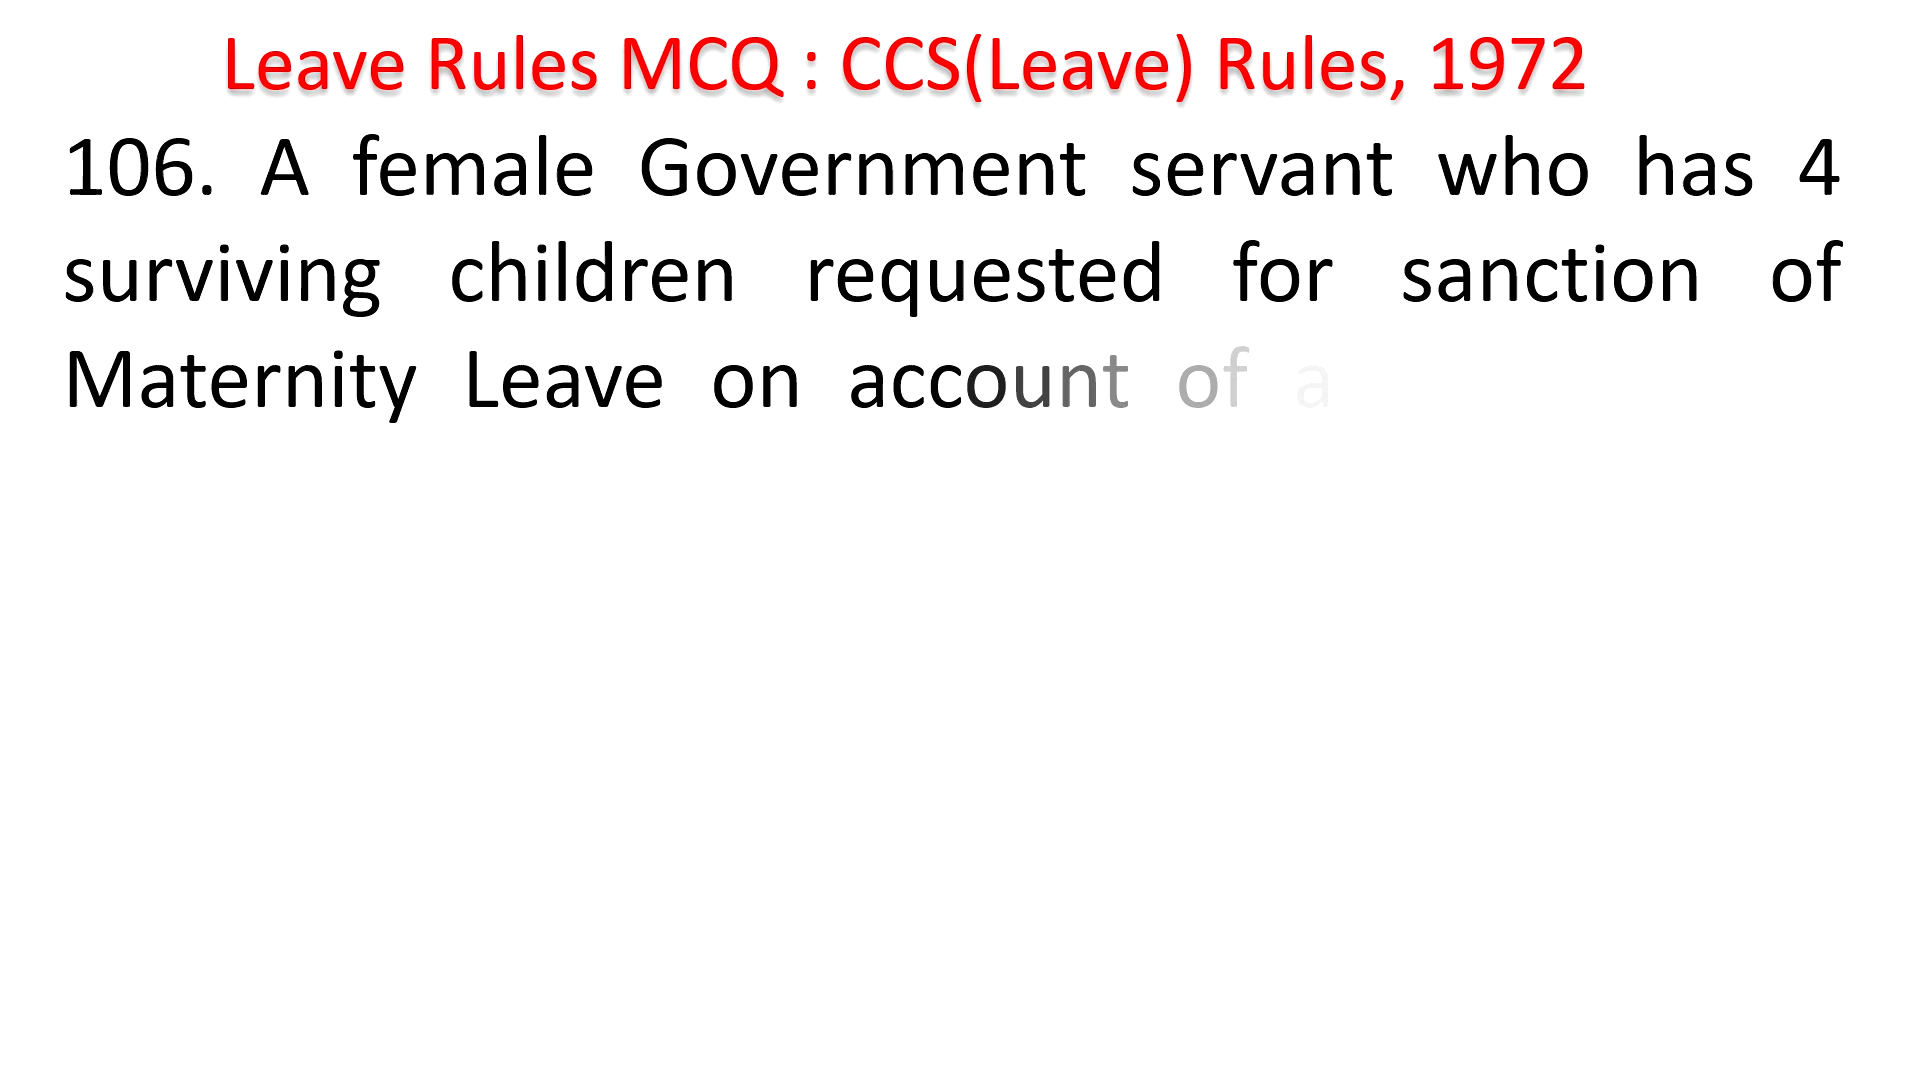 Leave Rules MCQ : CCS(Leave) Rules, 1972
106. A female Government servant who has 4
surviving children requested for sanction of
Maternity Leave on account of a